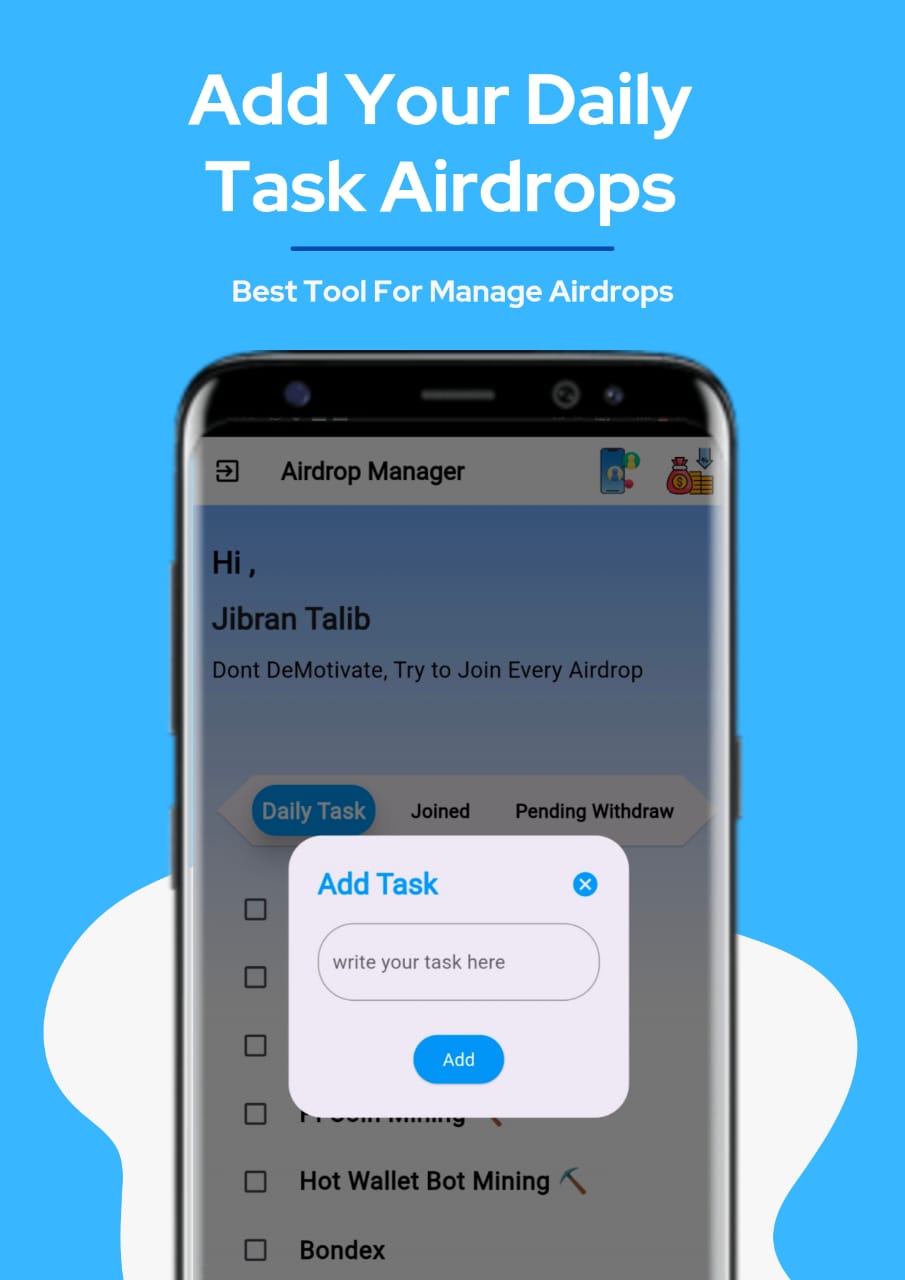 Add Your Daily
Task Airdrops
Best Tool For Manage Airdrops
Airdrop Manager
Hi ,
Jibran Talib
Dont DeMotivate, Try to Join Every Airdrop
Daily Task Joined Pending Withdraw
Add Task
write your task here
Add
Mining
Hot Wallet Bot Mining
Bondex